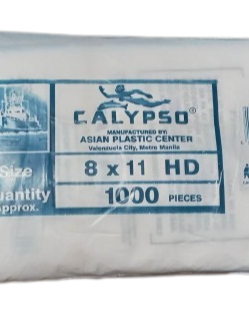 CALYPSO®
MANUFACTURED BY:
ASIAN PLASTIC CENTER
Valenzuela City, Metro Manila
Size 8 x 11 HD
Quantity
approx. 1000 PIECES